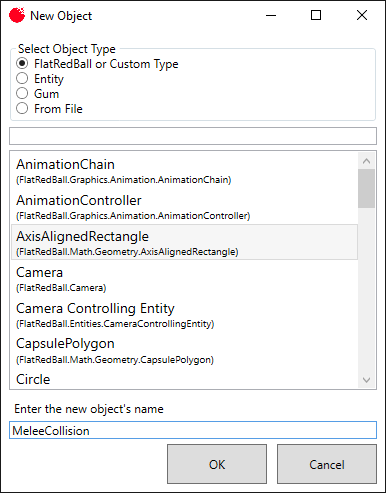 New Object
Select Object Type
FlatRedBall or Custom Type
Entity
Gum
From File
AnimationChain
(FlatRedBall.Graphics.Animation.AnimationChain)
AnimationController
(FlatRedBall.Graphics.Animation.AnimationController)
AxisAlignedRectangle
(FlatRedBall.Math.Geometry.AxisAlignedRectangle)
Camera
(FlatRedBall.Camera)
Camera Controlling Entity
(FlatRedBall.Entities.CameraControllingEntity)
CapsulePolygon
(FlatRedBall.Math.Geometry.CapsulePolygon)
Circle
Enter the new object's name
MeleeCollision
OK
Cancel